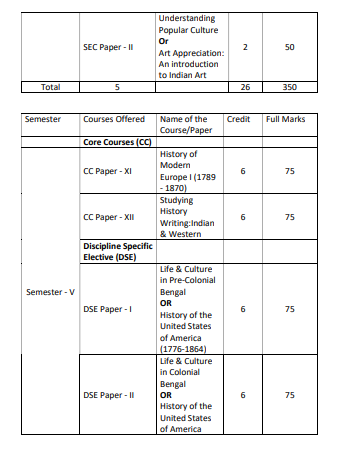 SEC Paper - II
Understanding
Popular Culture
Or
Art Appreciation:
An introduction
to Indian Art
2
50
Total 5 26 350
Semester Courses Offered Name of the
Course/Paper
Credit Full Marks
Core Courses (CC)
Semester - V
CC Paper - XI
History of
Modern
Europe I (1789
- 1870)
6
75
CC Paper - XII
Studying
History
Writing:Indian
& Western
6
75
Discipline Specific
Elective (DSE)
DSE Paper - I
Life & Culture
in Pre-Colonial
Bengal
OR
History of the
United States
of America
(1776-1864)
6
75
DSE Paper - II
Life & Culture
in Colonial
Bengal
OR
History of the
United States
of America
6
75